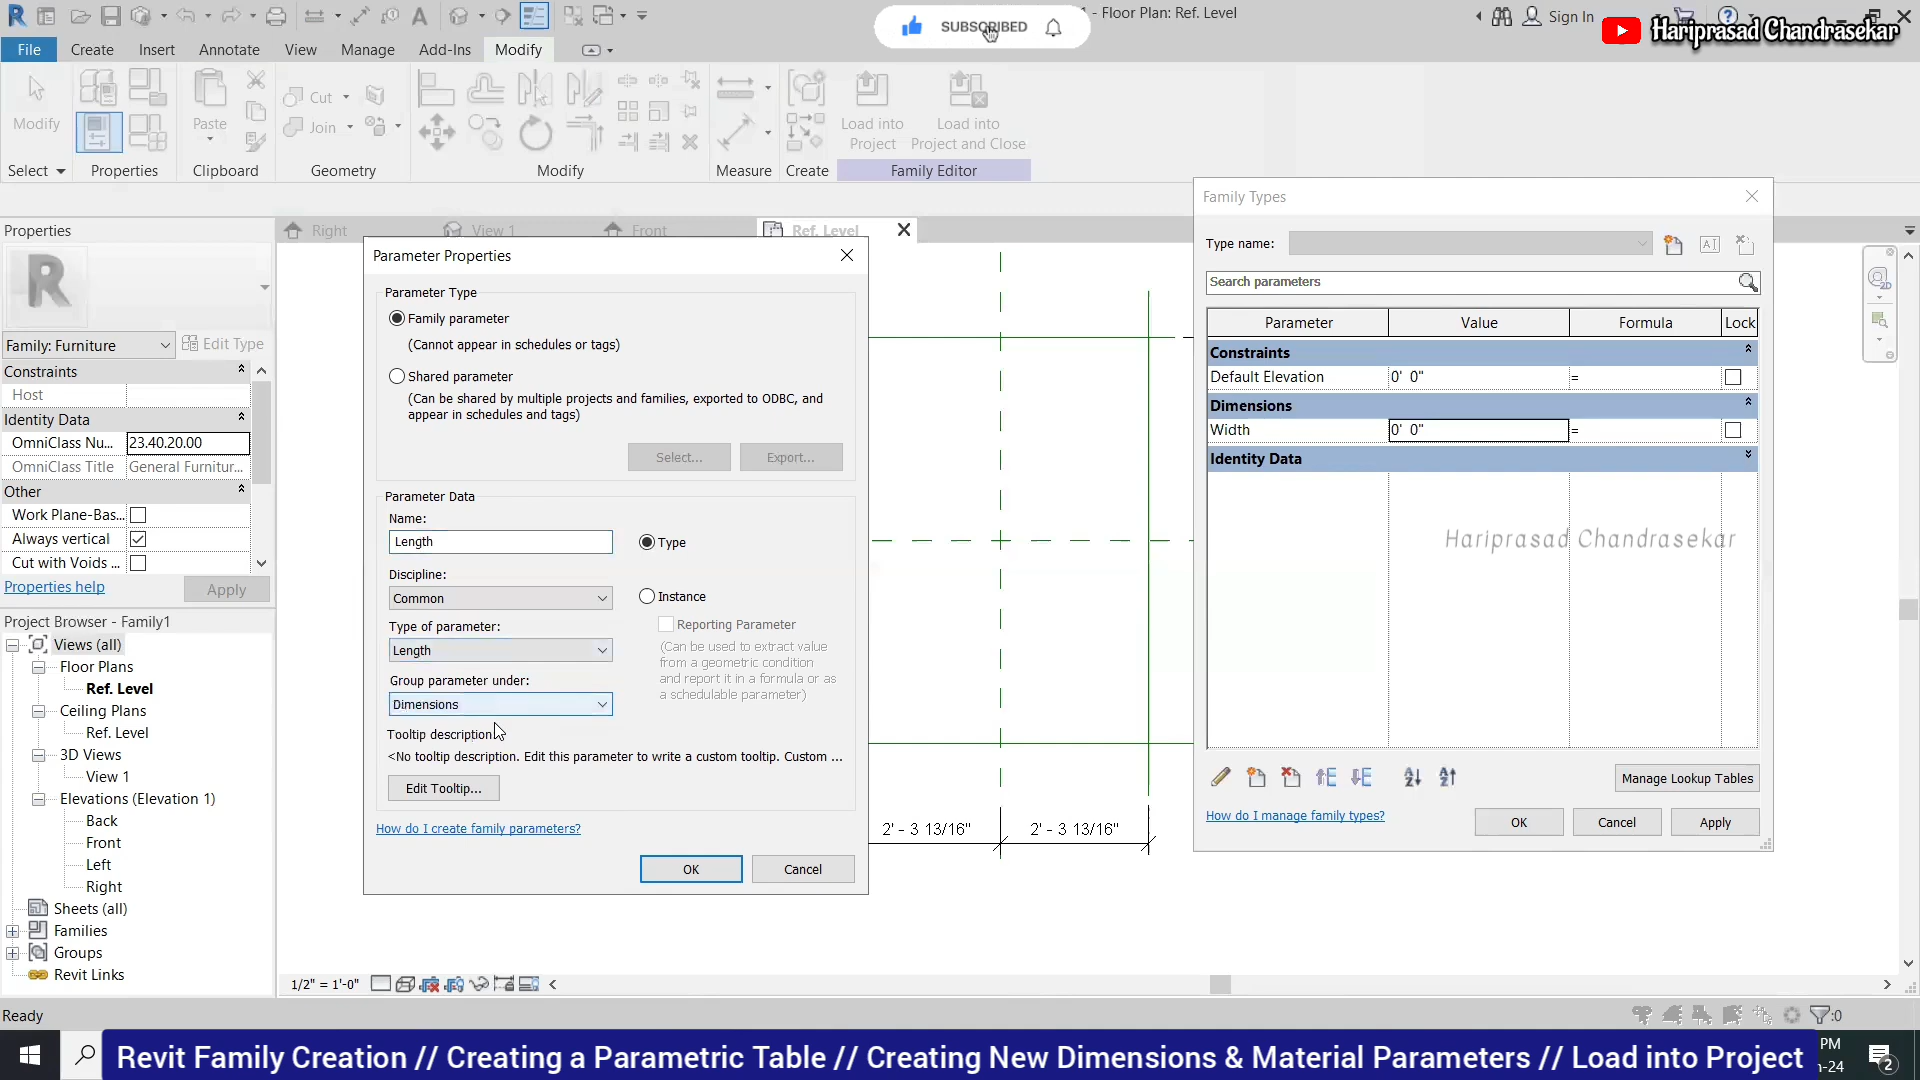 SUBSCRIBED
1 - Floor Plan: Ref. Level
Sign In
Hariprasad Chandrasekar
File
Create
Insert
Annotate
View
Manage
Add-Ins
Modify
Modify
Paste
Cut
Join
Load into
Project
Load into
Project and Close
Select
Properties
Clipboard
Geometry
Modify
Measure
Create
Family Editor
Properties
Right
View 1
Front
Ref. Level
Family: Furniture
Edit Type
Constraints
Host
Identity Data
OmniClass Nu... 23.40.20.00
OmniClass Title General Furnitur...
Other
Work Plane-Bas...
Always vertical
Cut with Voids ...
Properties help
Apply
Project Browser - Family1
Views (all)
Floor Plans
Ref. Level
Ceiling Plans
Ref. Level
3D Views
View 1
Elevations (Elevation 1)
Back
Front
Left
Right
Sheets (all)
Families
Groups
Revit Links
Parameter Properties
Parameter Type
Family parameter
(Cannot appear in schedules or tags)
Shared parameter
(Can be shared by multiple projects and families, exported to ODBC, and
appear in schedules and tags)
Select...
Export...
Parameter Data
Name:
Length
Type
Discipline:
Common
Instance
Type of parameter:
Reporting Parameter
Length
(Can be used to extract value
from a geometric condition
and report it in a formula or as
a schedulable parameter)
Group parameter under:
Dimensions
Tooltip description:
<No tooltip description. Edit this parameter to write a custom tooltip. Custom ...
Edit Tooltip...
How do I create family parameters?
OK
Cancel
2' - 3 13/16"
2' - 3 13/16"
Family Types
Type name:
Search parameters
Parameter Value Formula Lock
Constraints
Default Elevation 0' 0" =
Dimensions
Width 0' 0" =
Identity Data
Hariprasad Chandrasekar
Manage Lookup Tables
How do I manage family types?
OK
Cancel
Apply
1/2" = 1'-0"
Ready
:0
Revit Family Creation // Creating a Parametric Table // Creating New Dimensions & Material Parameters // Load into Project
PM
-24
2